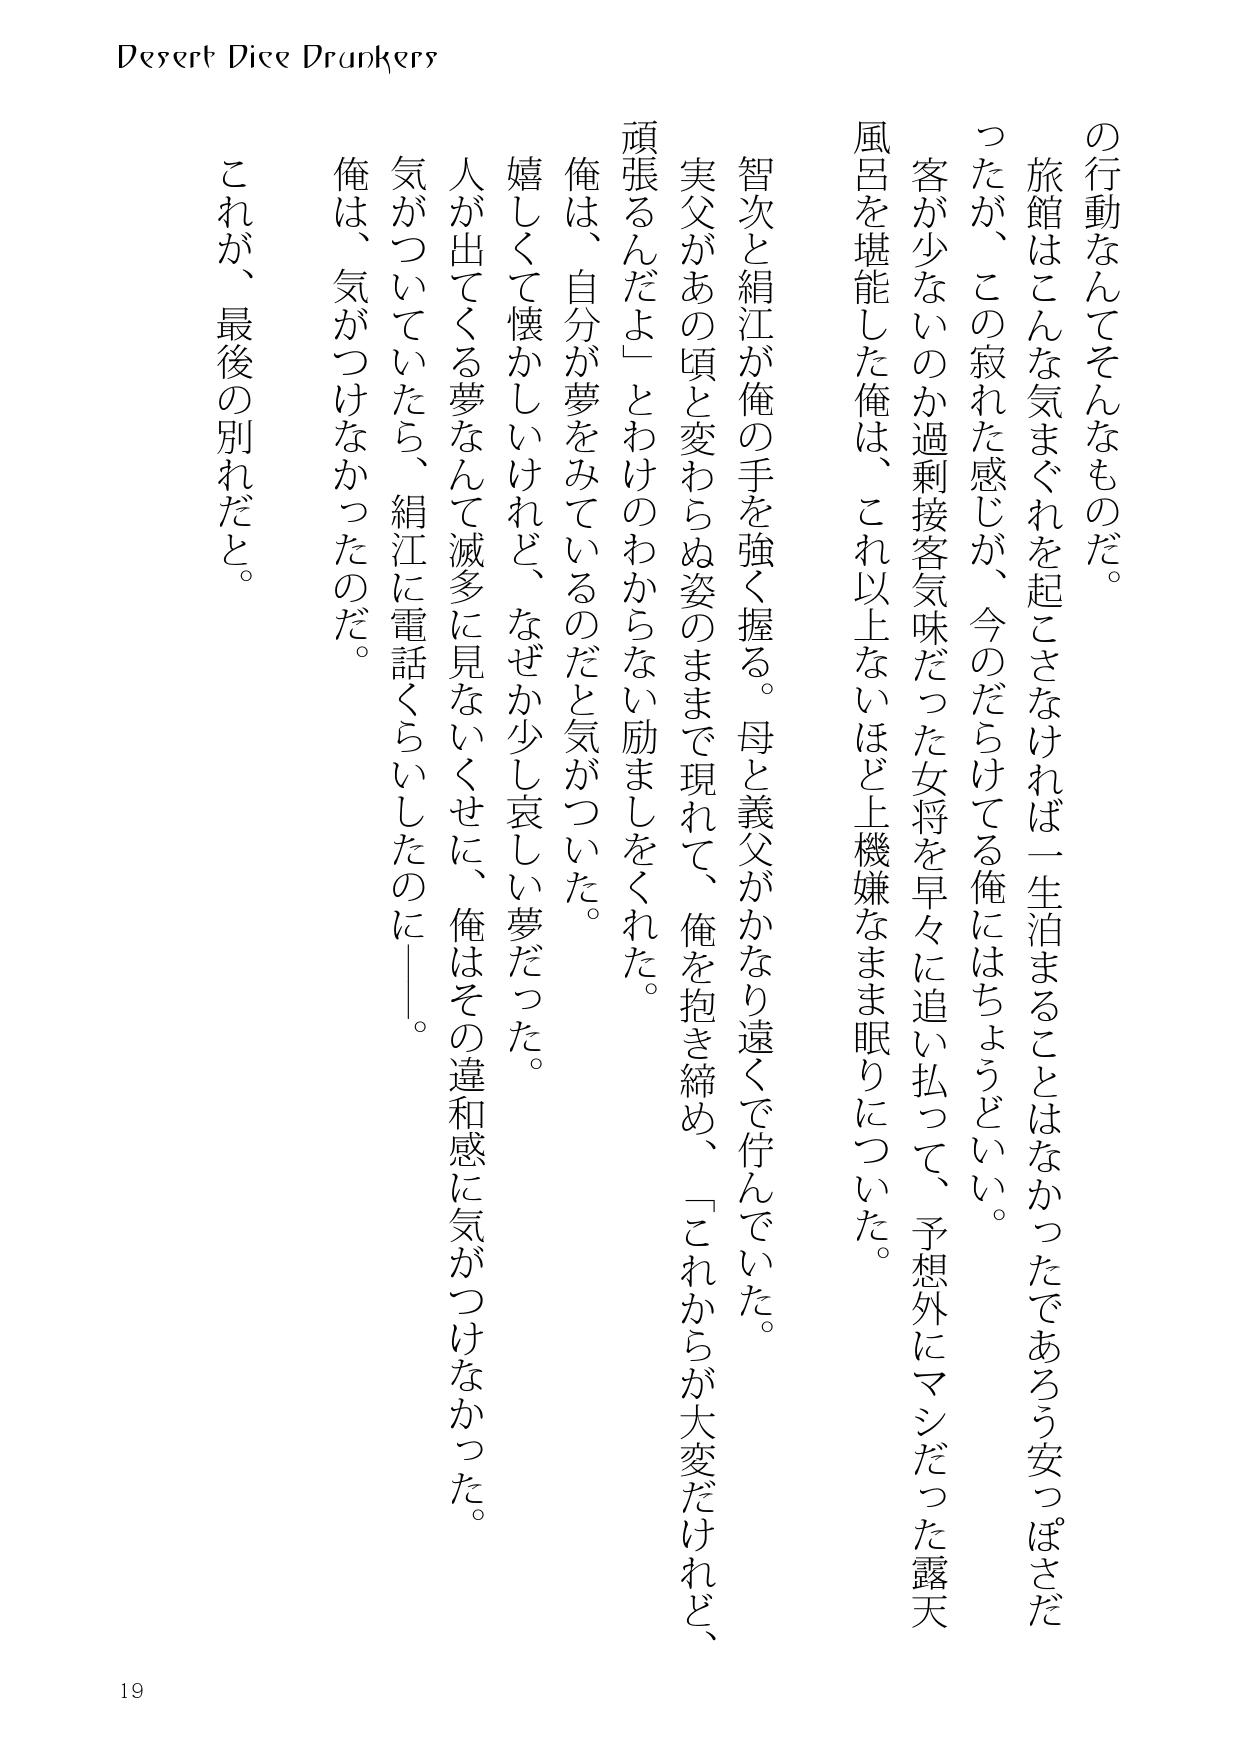 Desert Dice Drunkers
の行動なんてそんなものだ。
旅館はこんな気まぐれを起こさなければ一生泊まることはなかったであろう安っぽさだ
ったが、この寂れた感じが、今のだらけてる俺にはちょうどいい。
客が少ないのか過剰接客気味だった女将を早々に追い払って、予想外にマシだった露天
風呂を堪能した俺は、これ以上ないほど上機嫌なまま眠りについた。
智次と絹江が俺の手を強く握る。母と義父がかなり遠くで佇んでいた。
実父があの頃と変わらぬ姿のままで現れて、俺を抱き締め、「これからが大変だけれど、
頑張るんだよ」とわけのわからない励ましをくれた。
俺は、自分が夢をみているのだと気がついた。
嬉しくて懐かしいけれど、なぜか少し哀しい夢だった。
人が出てくる夢なんて滅多に見ないくせに、俺はその違和感に気がつけなかった。
気がついていたら、絹江に電話くらいしたのに――。
俺は、気がつけなかったのだ。
これが、最後の別れだと。
19